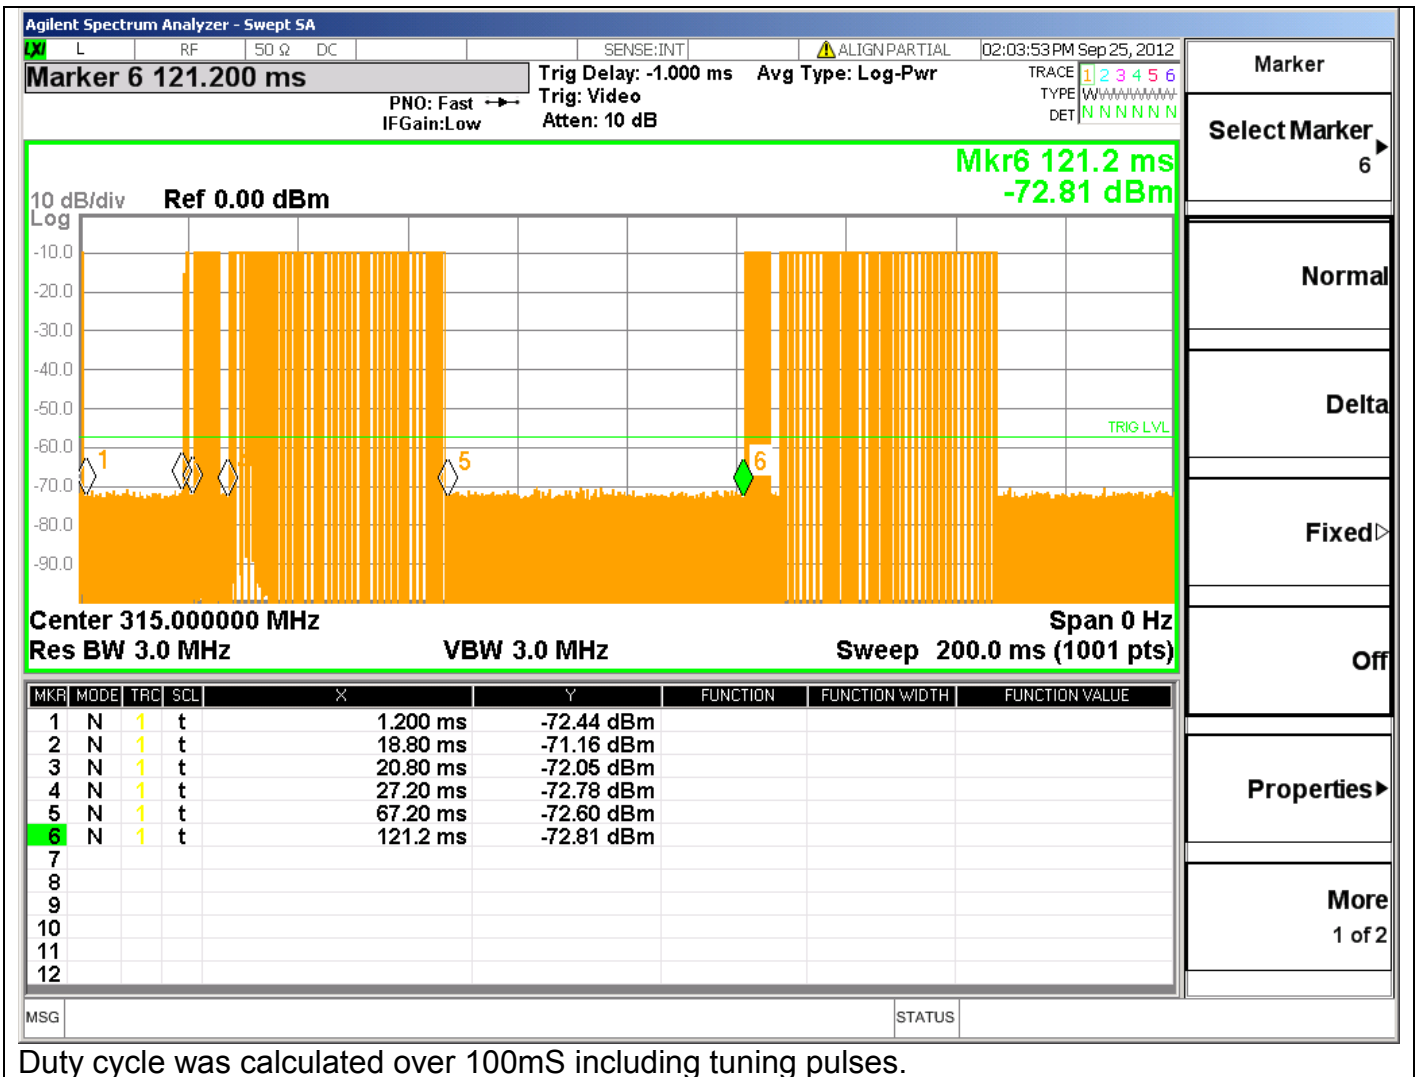 Agilent Spectrum Analyzer - Swept SA
LXI L RF 50 Ω DC SENSE:INT ALIGN PARTIAL 02:03:53 PM Sep 25, 2012
Marker 6 121.200 ms
PNO: Fast
IFGain:Low
Trig Delay: -1.000 ms
Trig: Video
Atten: 10 dB
Avg Type: Log-Pwr
TRACE 1 2 3 4 5 6
TYPE WWWWWW
DET N N N N N N
Mkr6 121.2 ms
-72.81 dBm
10 dB/div Ref 0.00 dBm
Log
-10.0
-20.0
-30.0
-40.0
-50.0
-60.0
-70.0
-80.0
-90.0
TRIG LVL
1
5
6
Center 315.000000 MHz Span 0 Hz
Res BW 3.0 MHz VBW 3.0 MHz Sweep 200.0 ms (1001 pts)
MKR MODE TRC SCL X Y FUNCTION FUNCTION WIDTH FUNCTION VALUE
1 N 1 t 1.200 ms -72.44 dBm
2 N 1 t 18.80 ms -71.16 dBm
3 N 1 t 20.80 ms -72.05 dBm
4 N 1 t 27.20 ms -72.78 dBm
5 N 1 t 67.20 ms -72.60 dBm
6 N 1 t 121.2 ms -72.81 dBm
7
8
9
10
11
12
MSG STATUS
Marker
Select Marker
6
Normal
Delta
Fixed
Off
Properties
More
1 of 2
Duty cycle was calculated over 100mS including tuning pulses.